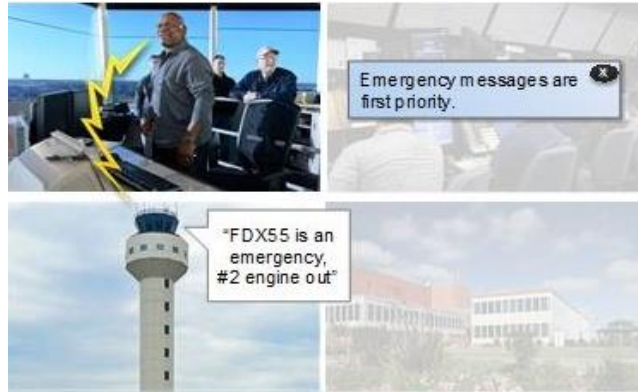 Emergency messages are
first priority.
"FDX55 is an
emergency,
#2 engine out"